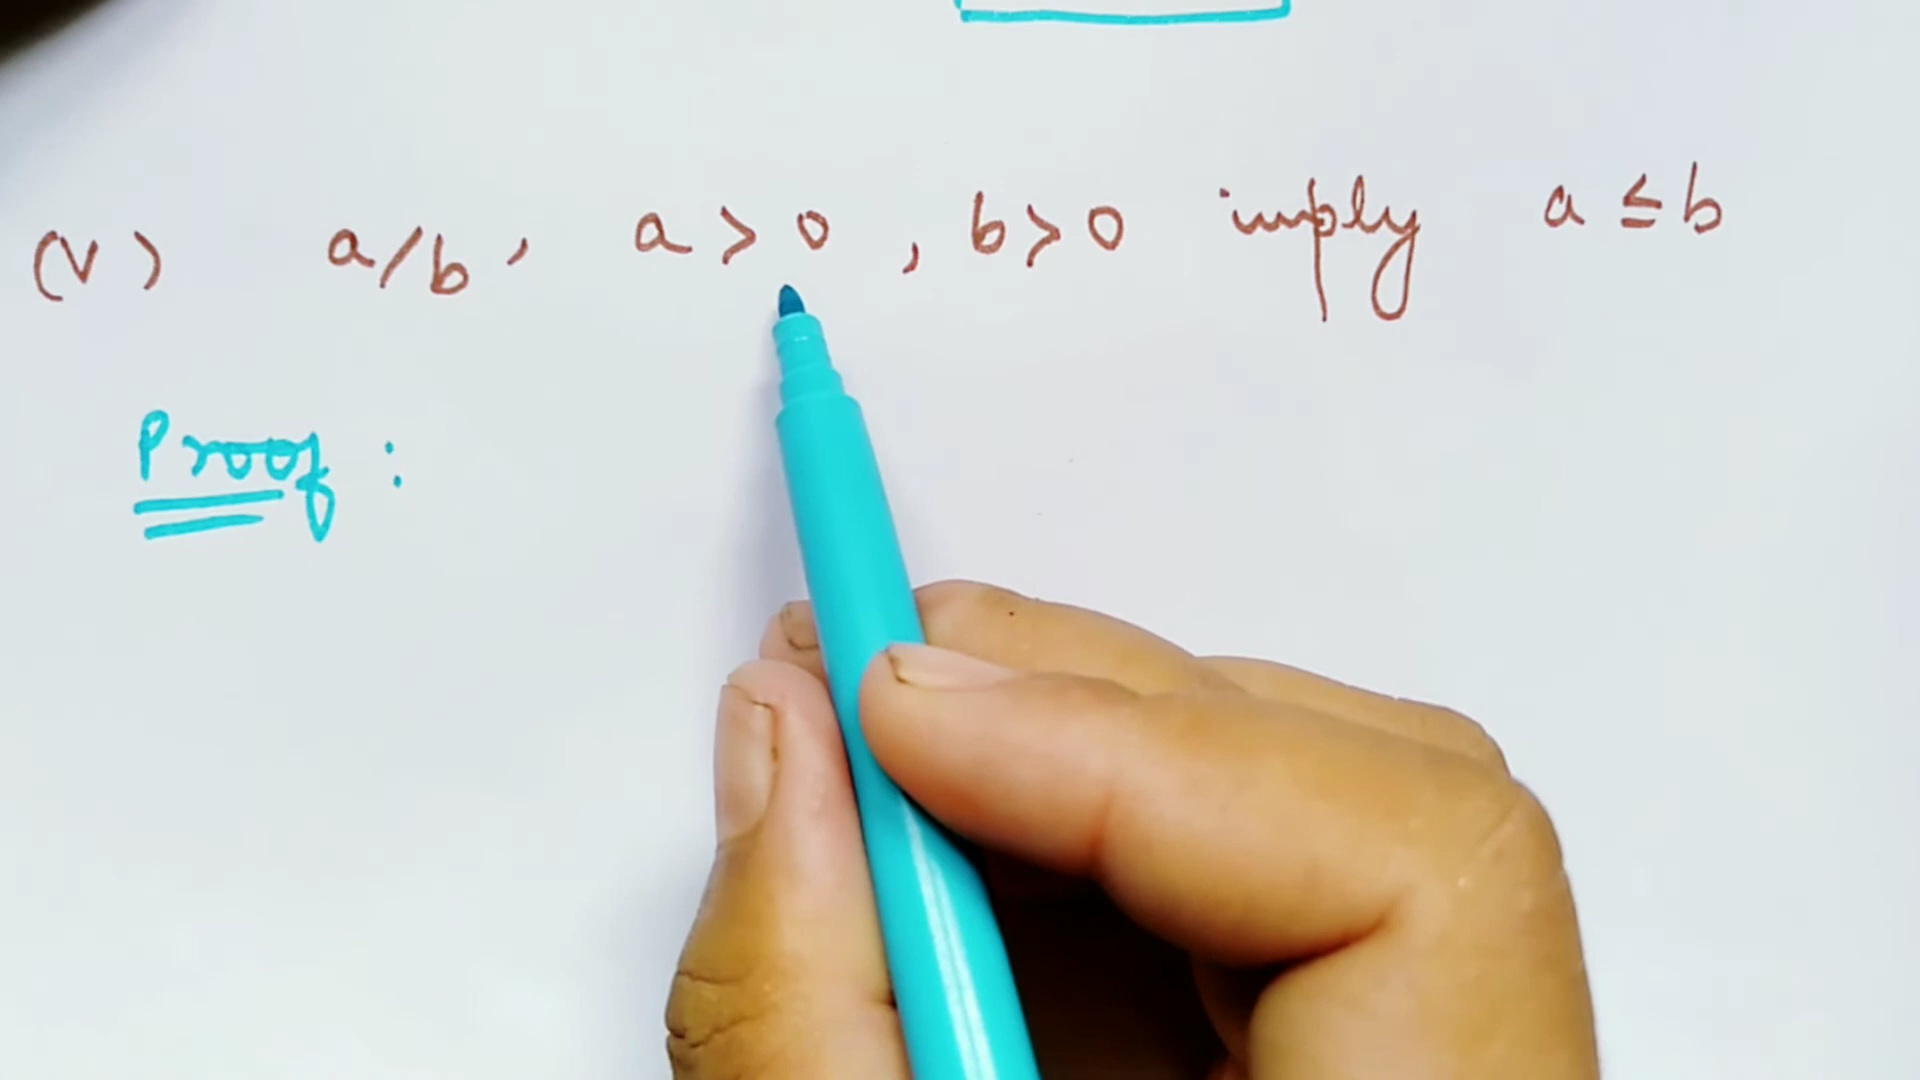 (V) a/b, a > 0, b > 0 imply a ≤ b
Proof :